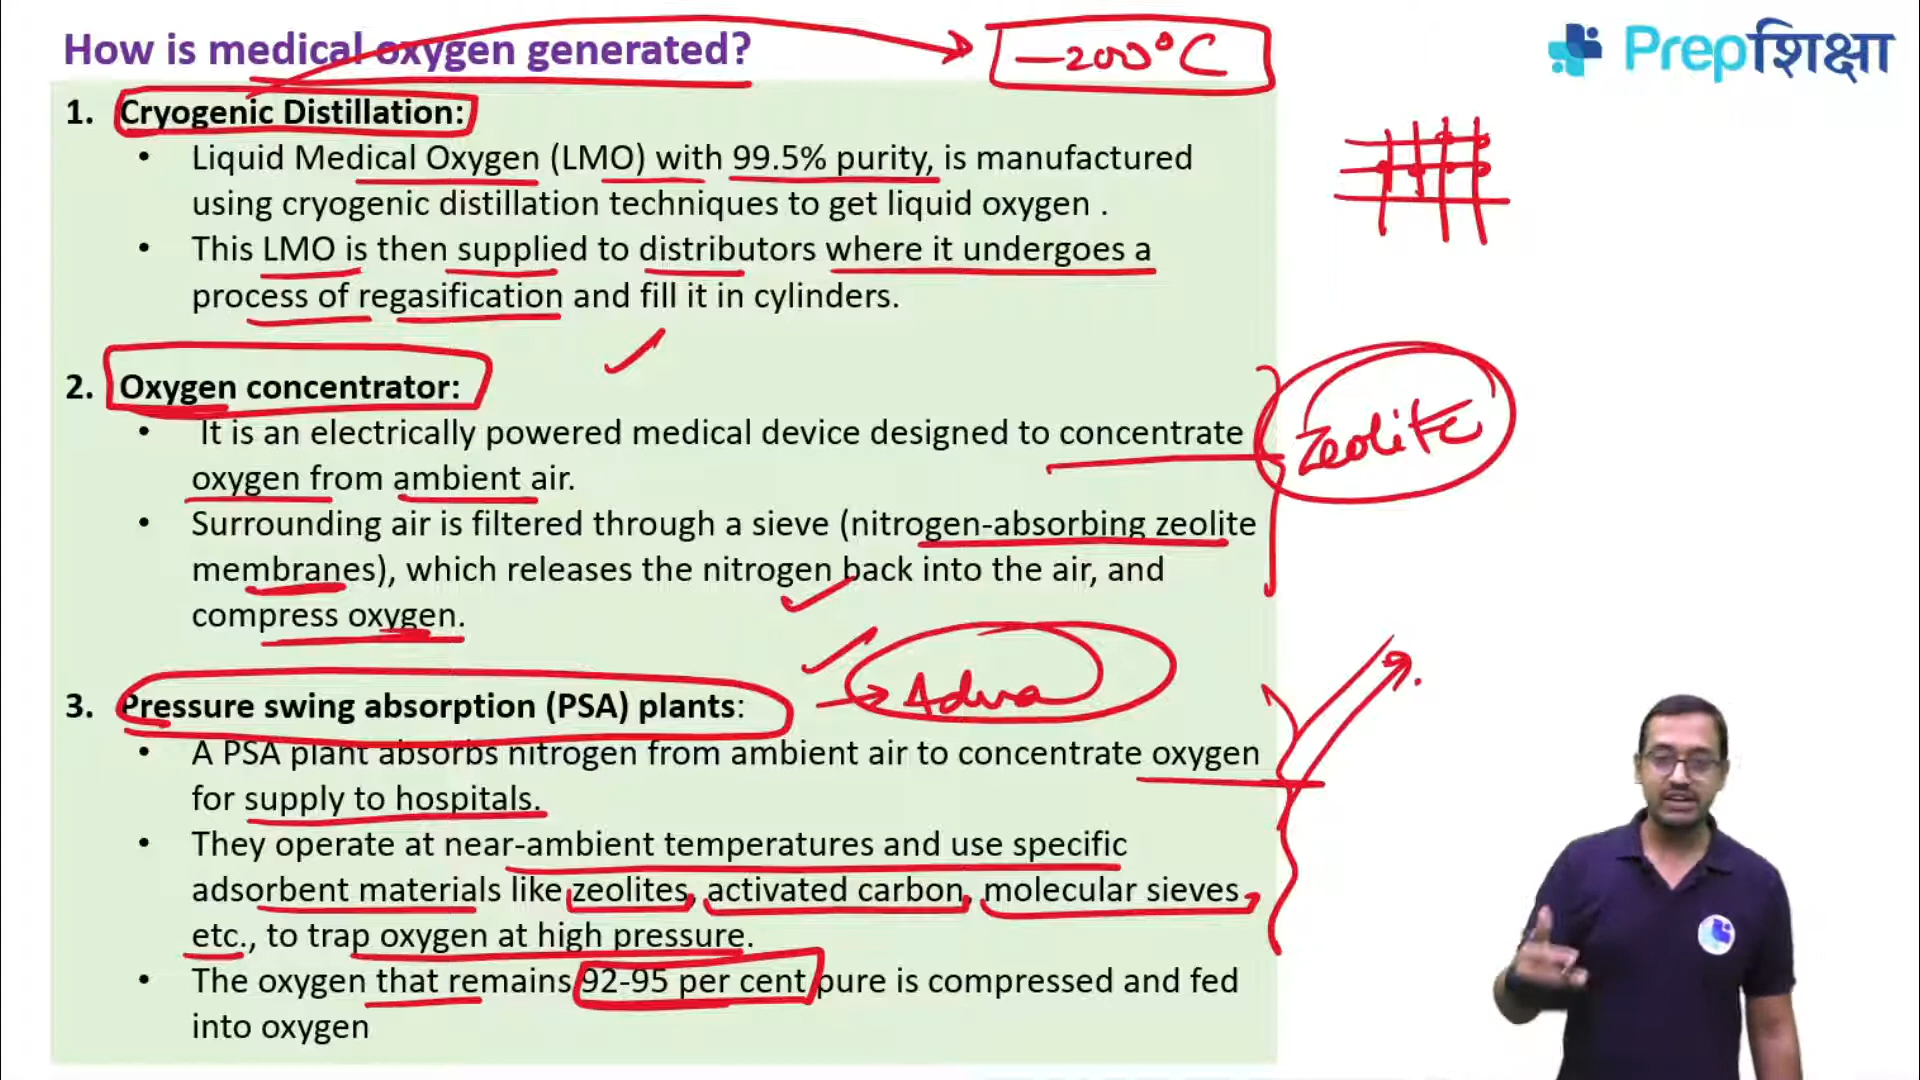 How is medical oxygen generated?
−200°C
Prepशिक्षा
1. Cryogenic Distillation:
• Liquid Medical Oxygen (LMO) with 99.5% purity, is manufactured
using cryogenic distillation techniques to get liquid oxygen .
• This LMO is then supplied to distributors where it undergoes a
process of regasification and fill it in cylinders.
2. Oxygen concentrator:
• It is an electrically powered medical device designed to concentrate
oxygen from ambient air.
Zeolite
• Surrounding air is filtered through a sieve (nitrogen-absorbing zeolite
membranes), which releases the nitrogen back into the air, and
compress oxygen.
3. Pressure swing absorption (PSA) plants:
Adva
• A PSA plant absorbs nitrogen from ambient air to concentrate oxygen
for supply to hospitals.
• They operate at near-ambient temperatures and use specific
adsorbent materials like zeolites, activated carbon, molecular sieves,
etc., to trap oxygen at high pressure.
• The oxygen that remains 92-95 per cent pure is compressed and fed
into oxygen